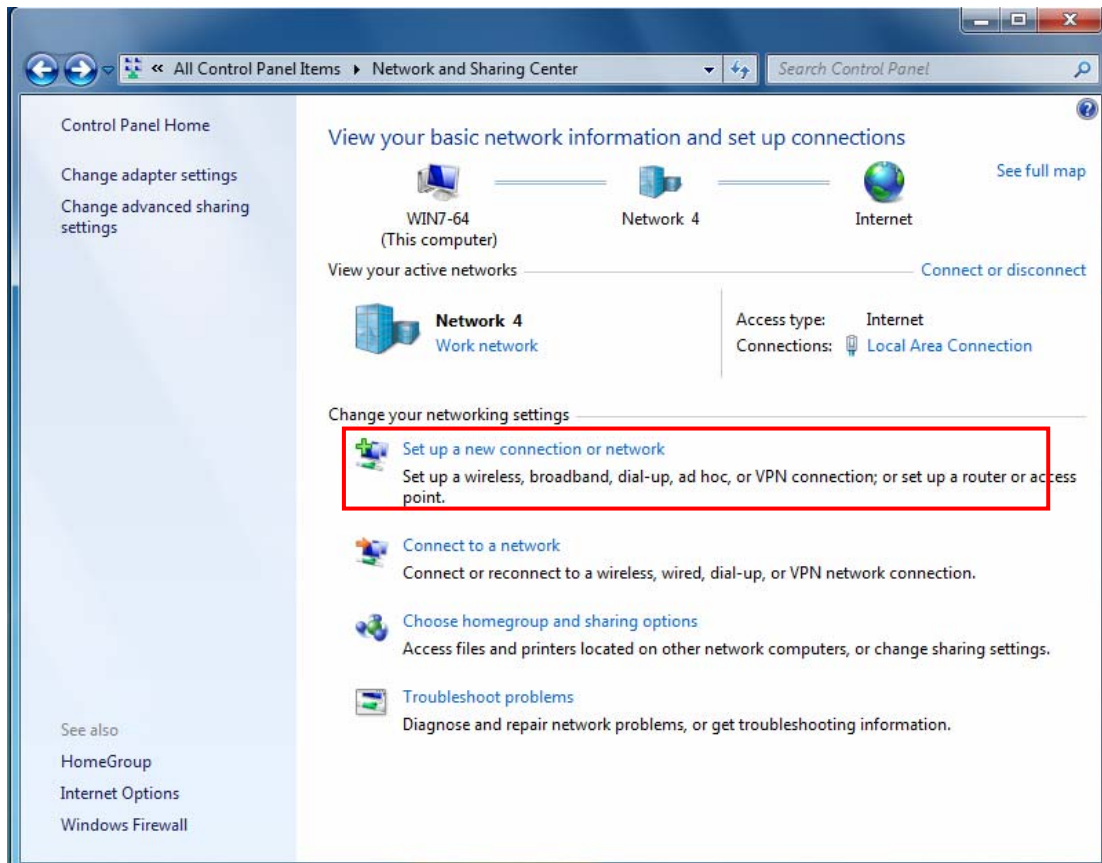 « All Control Panel Items ▸ Network and Sharing Center
Search Control Panel
Control Panel Home
Change adapter settings
Change advanced sharing
settings
See also
HomeGroup
Internet Options
Windows Firewall
View your basic network information and set up connections
See full map
WIN7-64
(This computer)
Network 4
Internet
View your active networks
Connect or disconnect
Network 4
Work network
Access type: Internet
Connections: Local Area Connection
Change your networking settings
Set up a new connection or network
Set up a wireless, broadband, dial-up, ad hoc, or VPN connection; or set up a router or access
point.
Connect to a network
Connect or reconnect to a wireless, wired, dial-up, or VPN network connection.
Choose homegroup and sharing options
Access files and printers located on other network computers, or change sharing settings.
Troubleshoot problems
Diagnose and repair network problems, or get troubleshooting information.